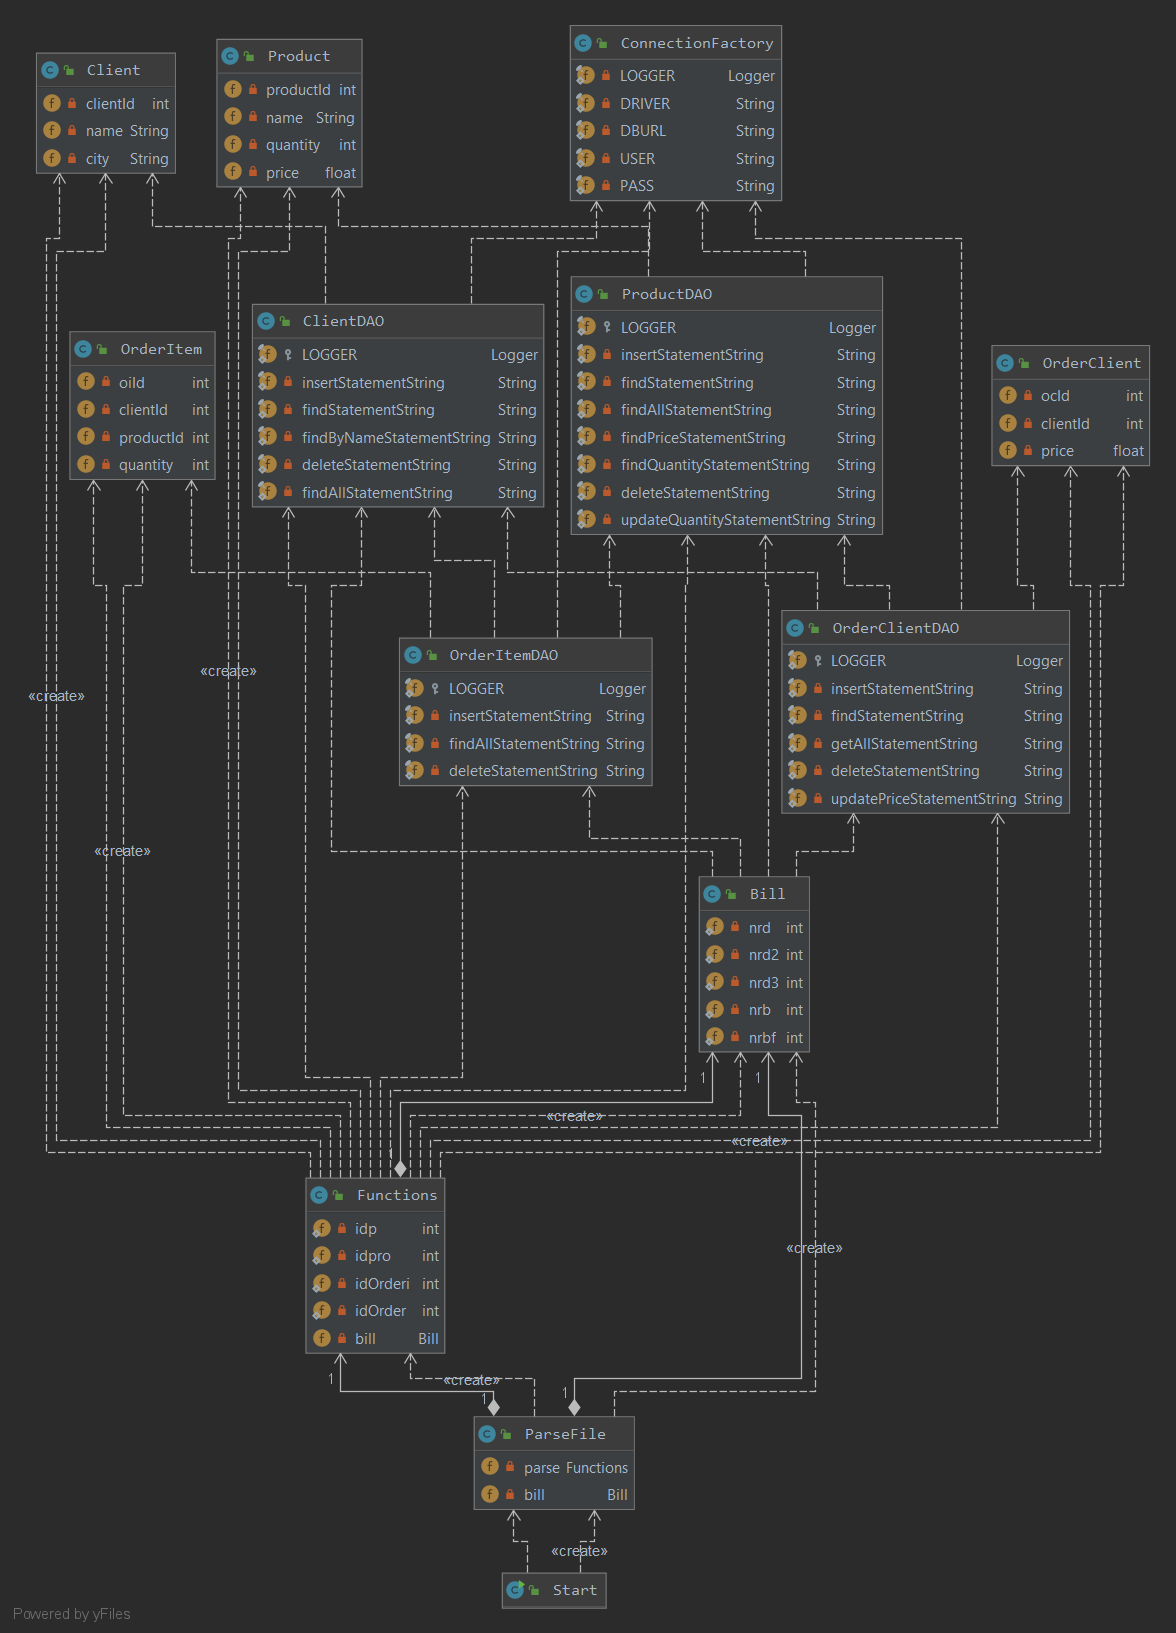 Client
clientId int
name String
city String
Product
productId int
name String
quantity int
price float
ConnectionFactory
LOGGER Logger
DRIVER String
DBURL String
USER String
PASS String
OrderItem
oiId int
clientId int
productId int
quantity int
ClientDAO
LOGGER Logger
insertStatementString String
findStatementString String
findByNameStatementString String
deleteStatementString String
findAllStatementString String
ProductDAO
LOGGER Logger
insertStatementString String
findStatementString String
findAllStatementString String
findPriceStatementString String
findQuantityStatementString String
deleteStatementString String
updateQuantityStatementString String
OrderClient
ocId int
clientId int
price float
OrderItemDAO
LOGGER Logger
insertStatementString String
findAllStatementString String
deleteStatementString String
OrderClientDAO
LOGGER Logger
insertStatementString String
findStatementString String
getAllStatementString String
deleteStatementString String
updatePriceStatementString String
«create»
«create»
«create»
Bill
nrd int
nrd2 int
nrd3 int
nrb int
nrbf int
1
1
«create»
«create»
Functions
idp int
idpro int
idOrderi int
idOrder int
bill Bill
«create»
1
«create»
1
1
ParseFile
parse Functions
bill Bill
«create»
Start
Powered by yFiles